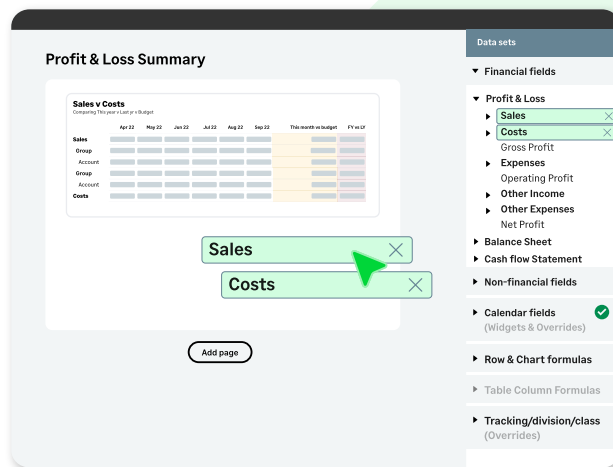 Profit & Loss Summary
Sales v Costs
Comparing This year v Last yr v Budget
Apr 22 May 22 Jun 22 Jul 22 Aug 22 Sep 22 This month vs budget FY vs LY
Sales
Group
Account
Group
Account
Costs
Sales
Costs
Add page
Data sets
Financial fields
Profit & Loss
Sales
Costs
Gross Profit
Expenses
Operating Profit
Other Income
Other Expenses
Net Profit
Balance Sheet
Cash flow Statement
Non-financial fields
Calendar fields
(Widgets & Overrides)
Row & Chart formulas
Table Column Formulas
Tracking/division/class
(Overrides)